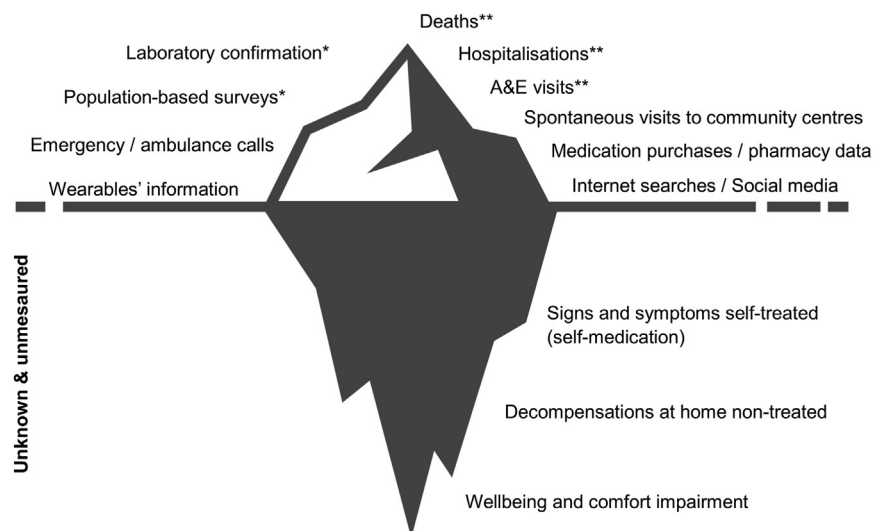 Deaths**
Laboratory confirmation*
Hospitalisations**
A&E visits**
Population-based surveys*
Spontaneous visits to community centres
Emergency / ambulance calls
Medication purchases / pharmacy data
Wearables' information
Internet searches / Social media
Unknown & unmesaured
Signs and symptoms self-treated
(self-medication)
Decompensations at home non-treated
Wellbeing and comfort impairment